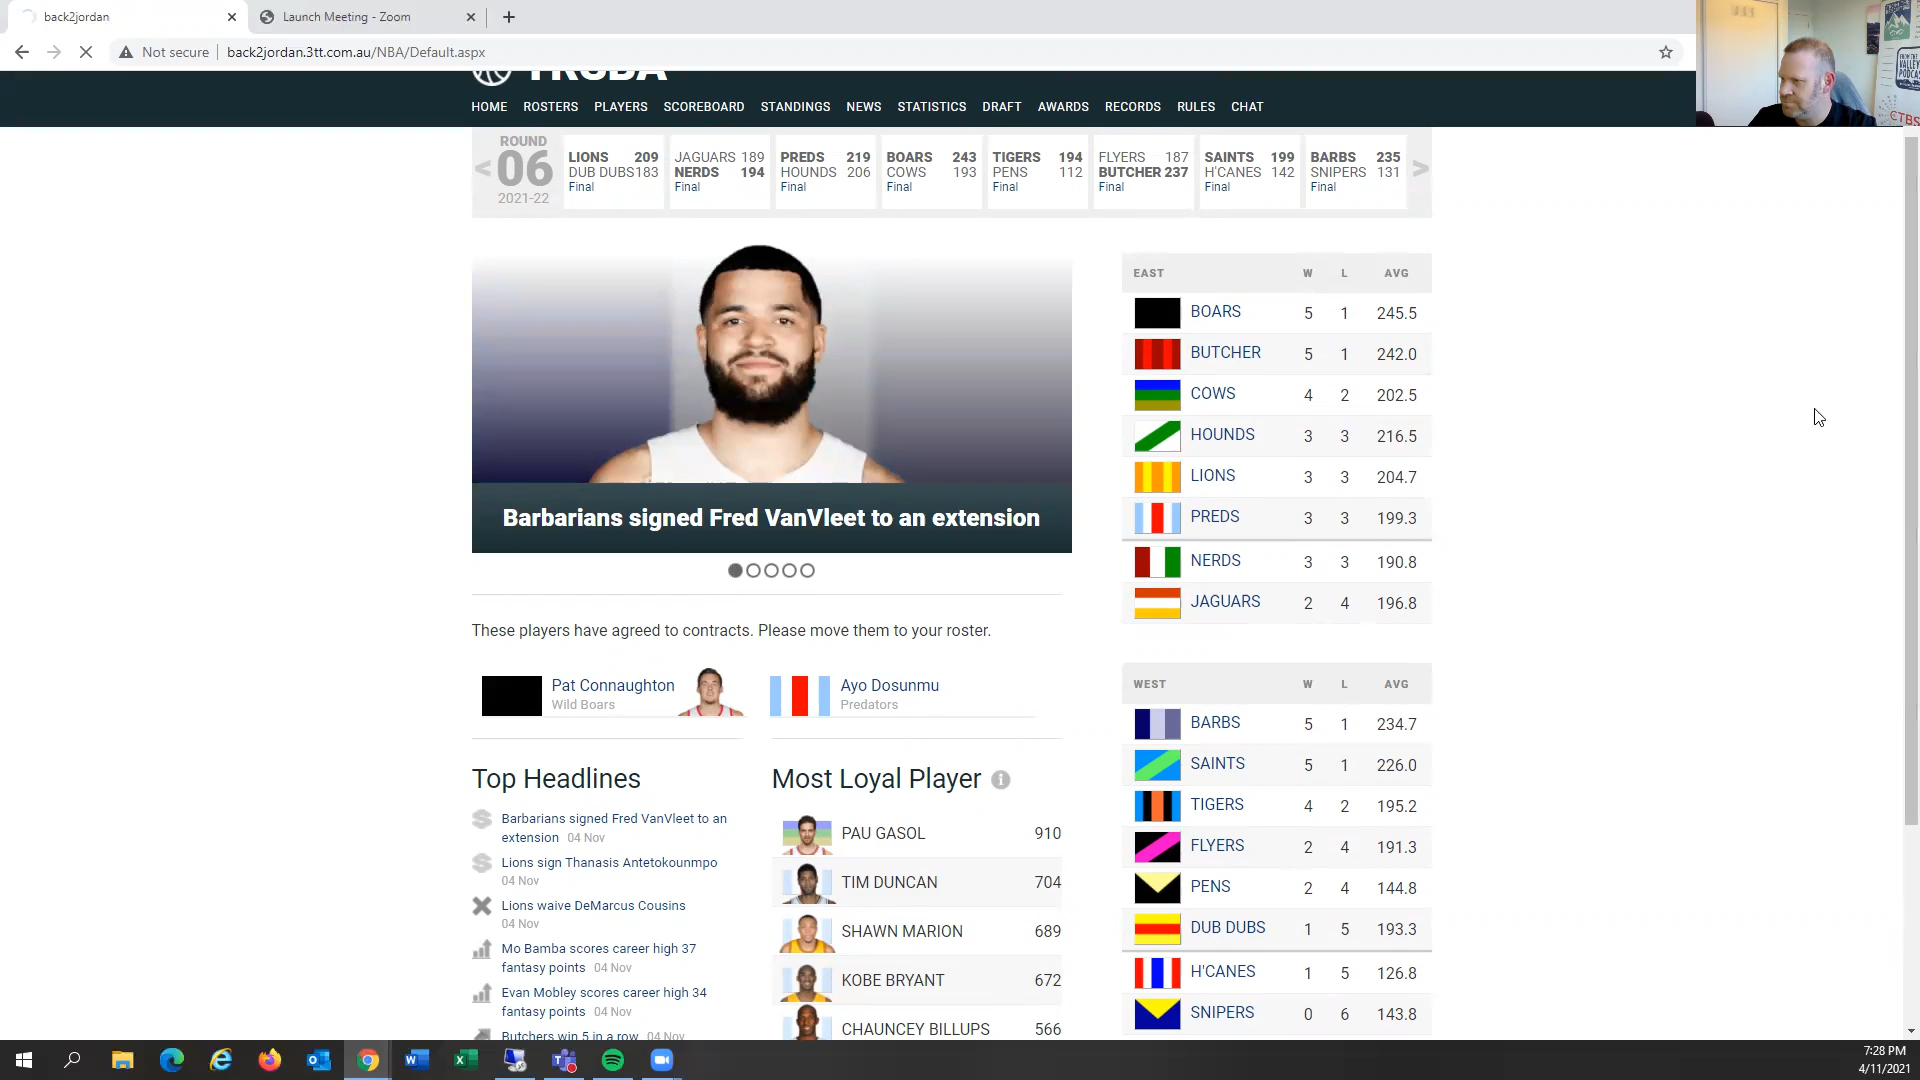 back2jordan
Launch Meeting - Zoom
Not secure
back2jordan.3tt.com.au/NBA/Default.aspx
HOME ROSTERS PLAYERS SCOREBOARD STANDINGS NEWS STATISTICS DRAFT AWARDS RECORDS RULES CHAT
< ROUND
06
2021-22
LIONS 209
DUB DUBS 183
Final
JAGUARS 189
NERDS 194
Final
PREDS 219
HOUNDS 206
Final
BOARS 243
COWS 193
Final
TIGERS 194
PENS 112
Final
FLYERS 187
BUTCHER 237
Final
SAINTS 199
H'CANES 142
Final
BARBS 235
SNIPERS 131
Final
>
Barbarians signed Fred VanVleet to an extension
These players have agreed to contracts. Please move them to your roster.
Pat Connaughton
Wild Boars
Ayo Dosunmu
Predators
Top Headlines
Barbarians signed Fred VanVleet to an
extension 04 Nov
Lions sign Thanasis Antetokounmpo
04 Nov
Lions waive DeMarcus Cousins
04 Nov
Mo Bamba scores career high 37
fantasy points 04 Nov
Evan Mobley scores career high 34
fantasy points 04 Nov
Butchers win 5 in a row 04 Nov
Most Loyal Player
PAU GASOL 910
TIM DUNCAN 704
SHAWN MARION 689
KOBE BRYANT 672
CHAUNCEY BILLUPS 566
EAST W L AVG
BOARS 5 1 245.5
BUTCHER 5 1 242.0
COWS 4 2 202.5
HOUNDS 3 3 216.5
LIONS 3 3 204.7
PREDS 3 3 199.3
NERDS 3 3 190.8
JAGUARS 2 4 196.8
WEST W L AVG
BARBS 5 1 234.7
SAINTS 5 1 226.0
TIGERS 4 2 195.2
FLYERS 2 4 191.3
PENS 2 4 144.8
DUB DUBS 1 5 193.3
H'CANES 1 5 126.8
SNIPERS 0 6 143.8
7:28 PM
4/11/2021